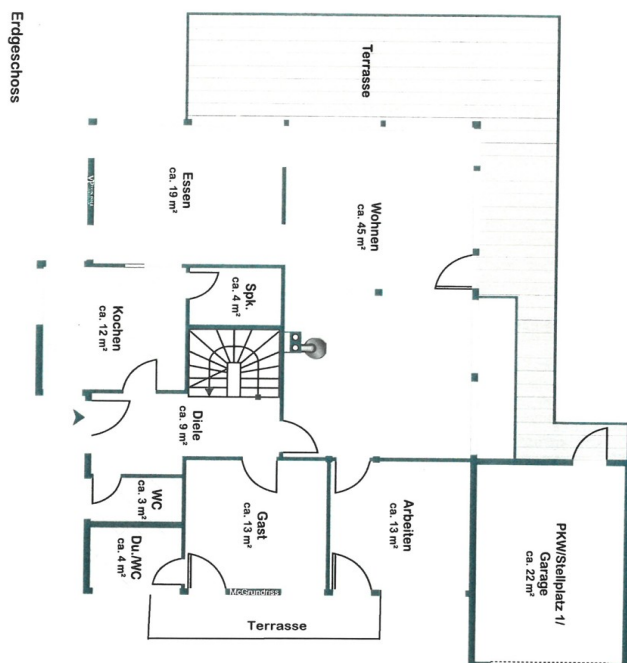 Erdgeschoss
Terrasse
Essen
ca. 19 m²
Wohnen
ca. 45 m²
Kochen
ca. 12 m²
Spk.
ca. 4 m²
Diele
ca. 9 m²
WC
ca. 3 m²
Du./WC
ca. 4 m²
Gast
ca. 13 m²
Arbeiten
ca. 13 m²
PKW/Stellplatz 1/
Garage
ca. 22 m²
McGrundriss
Terrasse